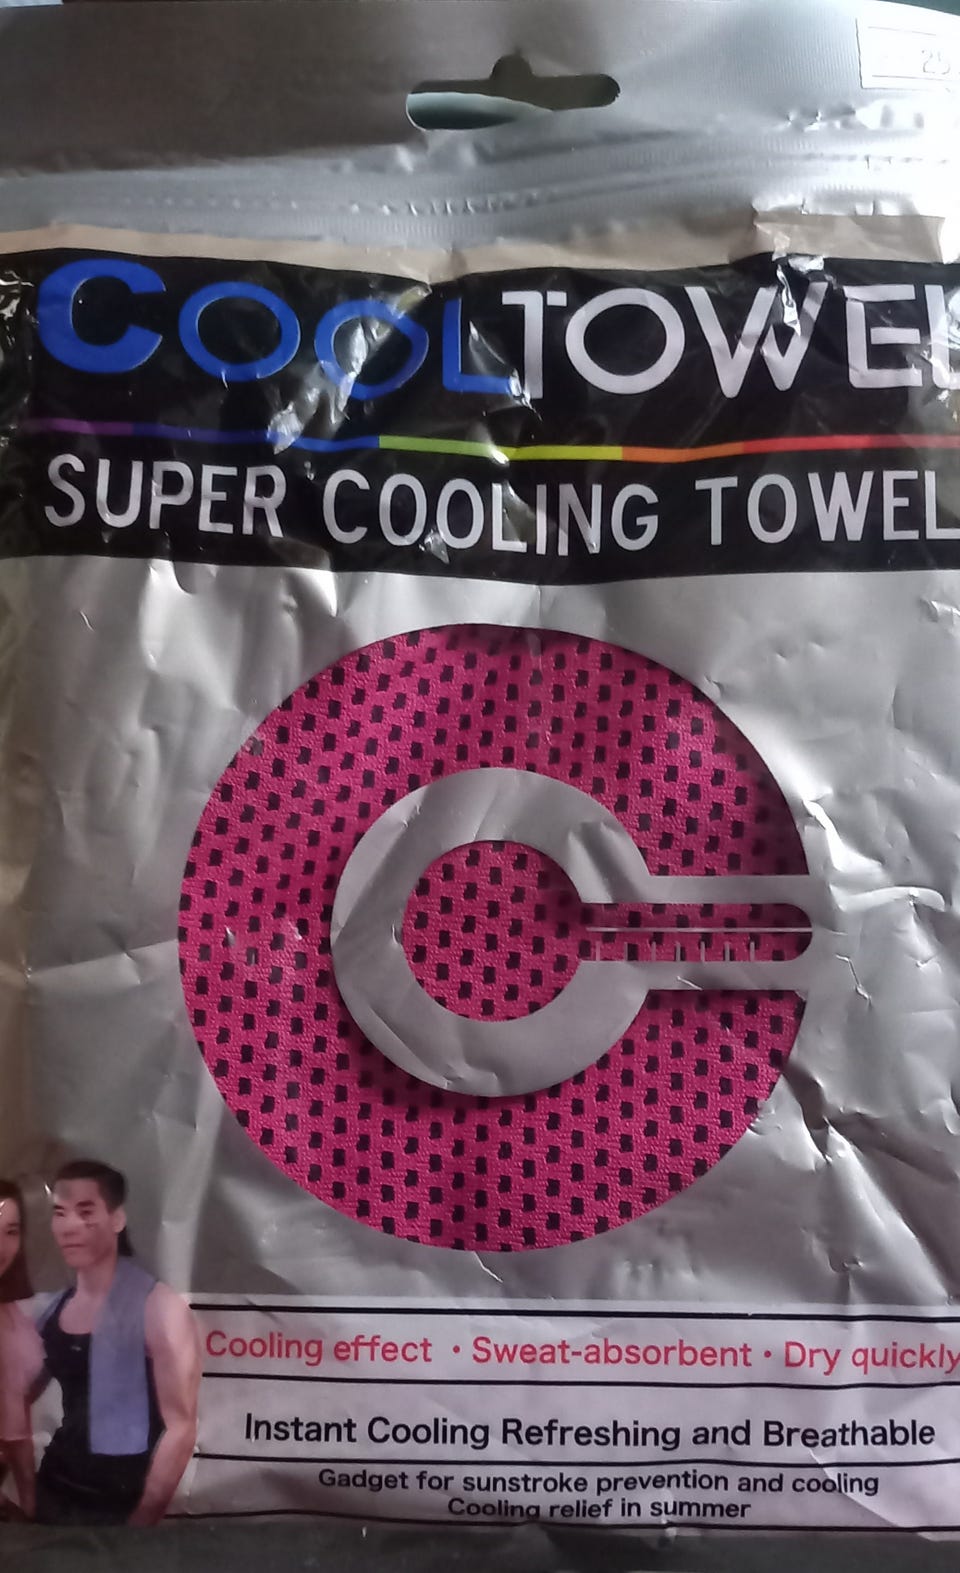 25
COOLTOWEL
SUPER COOLING TOWEL
Cooling effect • Sweat-absorbent • Dry quickly
Instant Cooling Refreshing and Breathable
Gadget for sunstroke prevention and cooling
Cooling relief in summer